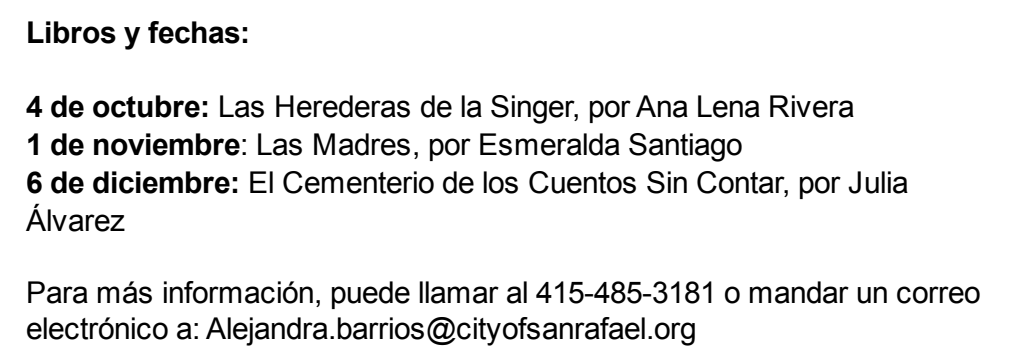 Libros y fechas:
4 de octubre: Las Herederas de la Singer, por Ana Lena Rivera
1 de noviembre: Las Madres, por Esmeralda Santiago
6 de diciembre: El Cementerio de los Cuentos Sin Contar, por Julia
Álvarez
Para más información, puede llamar al 415-485-3181 o mandar un correo
electrónico a: Alejandra.barrios@cityofsanrafael.org